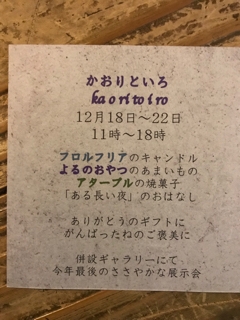 かおりといろ
kaoritoiro
12月18日〜22日
11時〜18時
フロルフリアのキャンドル
よるのおやつのあまいもの
アターブルの焼菓子
「ある長い夜」のおはなし
ありがとうのギフトに
がんばったねのご褒美に
併設ギャラリーにて
今年最後のささやかな展示会